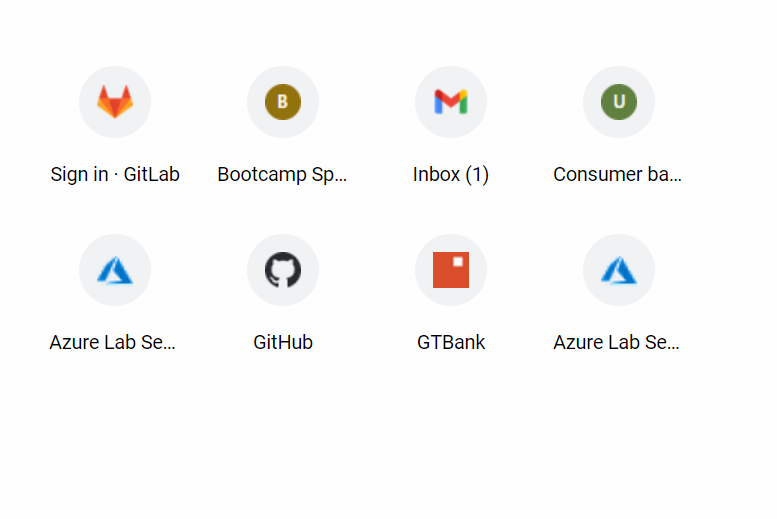 B
U
Sign in · GitLab
Bootcamp Sp...
Inbox (1)
Consumer ba...
Azure Lab Se...
GitHub
GTBank
Azure Lab Se...